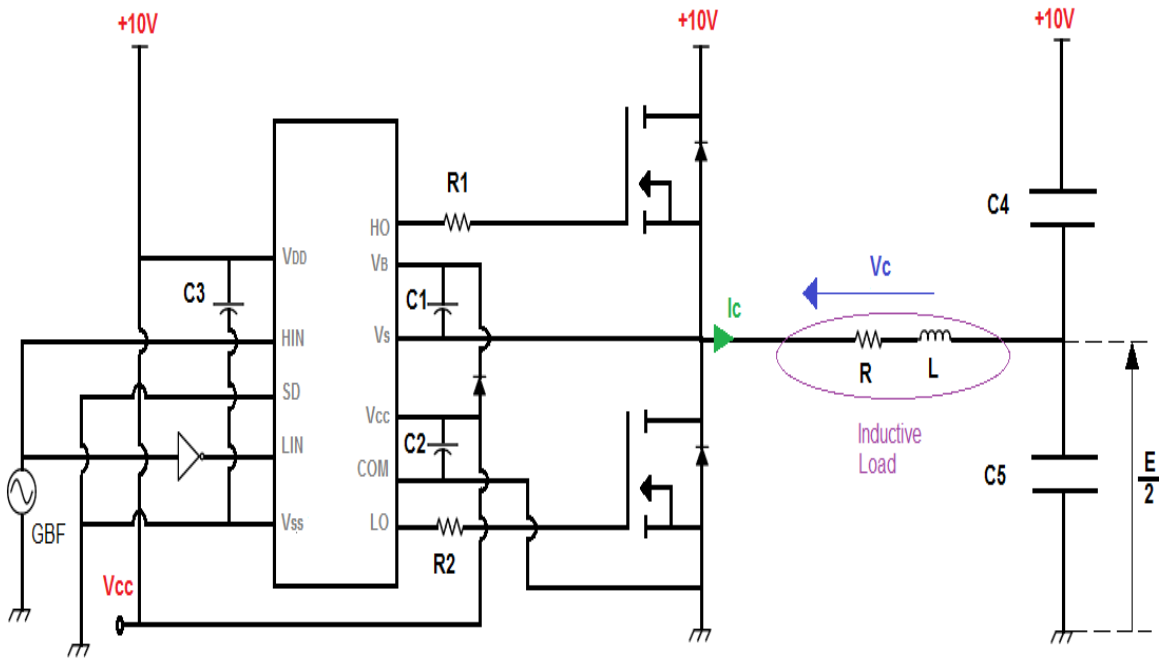 +10V
+10V
+10V
R1
HO
VDD
VB
C3
C1
C4
Vc
Ic
HIN
Vs
SD
R
L
Vcc
LIN
C2
Inductive
Load
COM
C5
E
2
GBF
Vss
LO
R2
Vcc